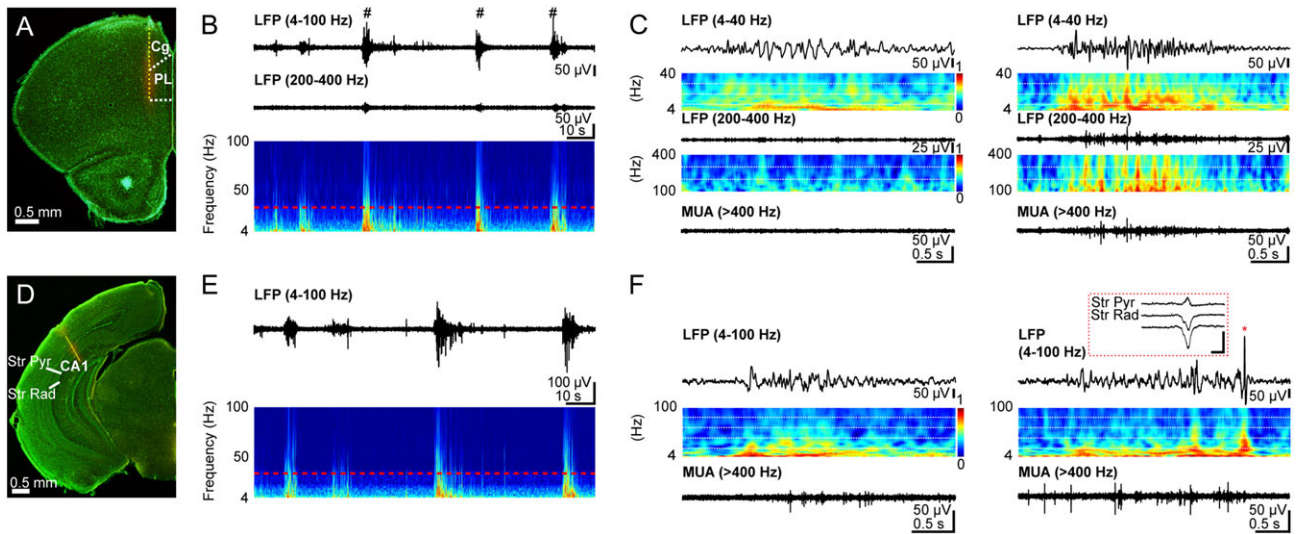 A
Cg
PL
0.5 mm
B
LFP (4-100 Hz)
# # #
50 µV
LFP (200-400 Hz)
50 µV
10 s
Frequency (Hz)
100
50
4
C
LFP (4-40 Hz)
50 µV
40
(Hz)
4
1
0
LFP (200-400 Hz)
25 µV
400
(Hz)
100
1
0
MUA (>400 Hz)
50 µV
0.5 s
LFP (4-40 Hz)
50 µV
40
4
LFP (200-400 Hz)
25 µV
400
100
MUA (>400 Hz)
50 µV
0.5 s
D
Str Pyr
CA1
Str Rad
0.5 mm
E
LFP (4-100 Hz)
100 µV
10 s
Frequency (Hz)
100
50
4
F
LFP (4-100 Hz)
50 µV
100
(Hz)
4
1
0
MUA (>400 Hz)
50 µV
0.5 s
Str Pyr
Str Rad
LFP
(4-100 Hz)
*
50 µV
100
4
MUA (>400 Hz)
50 µV
0.5 s